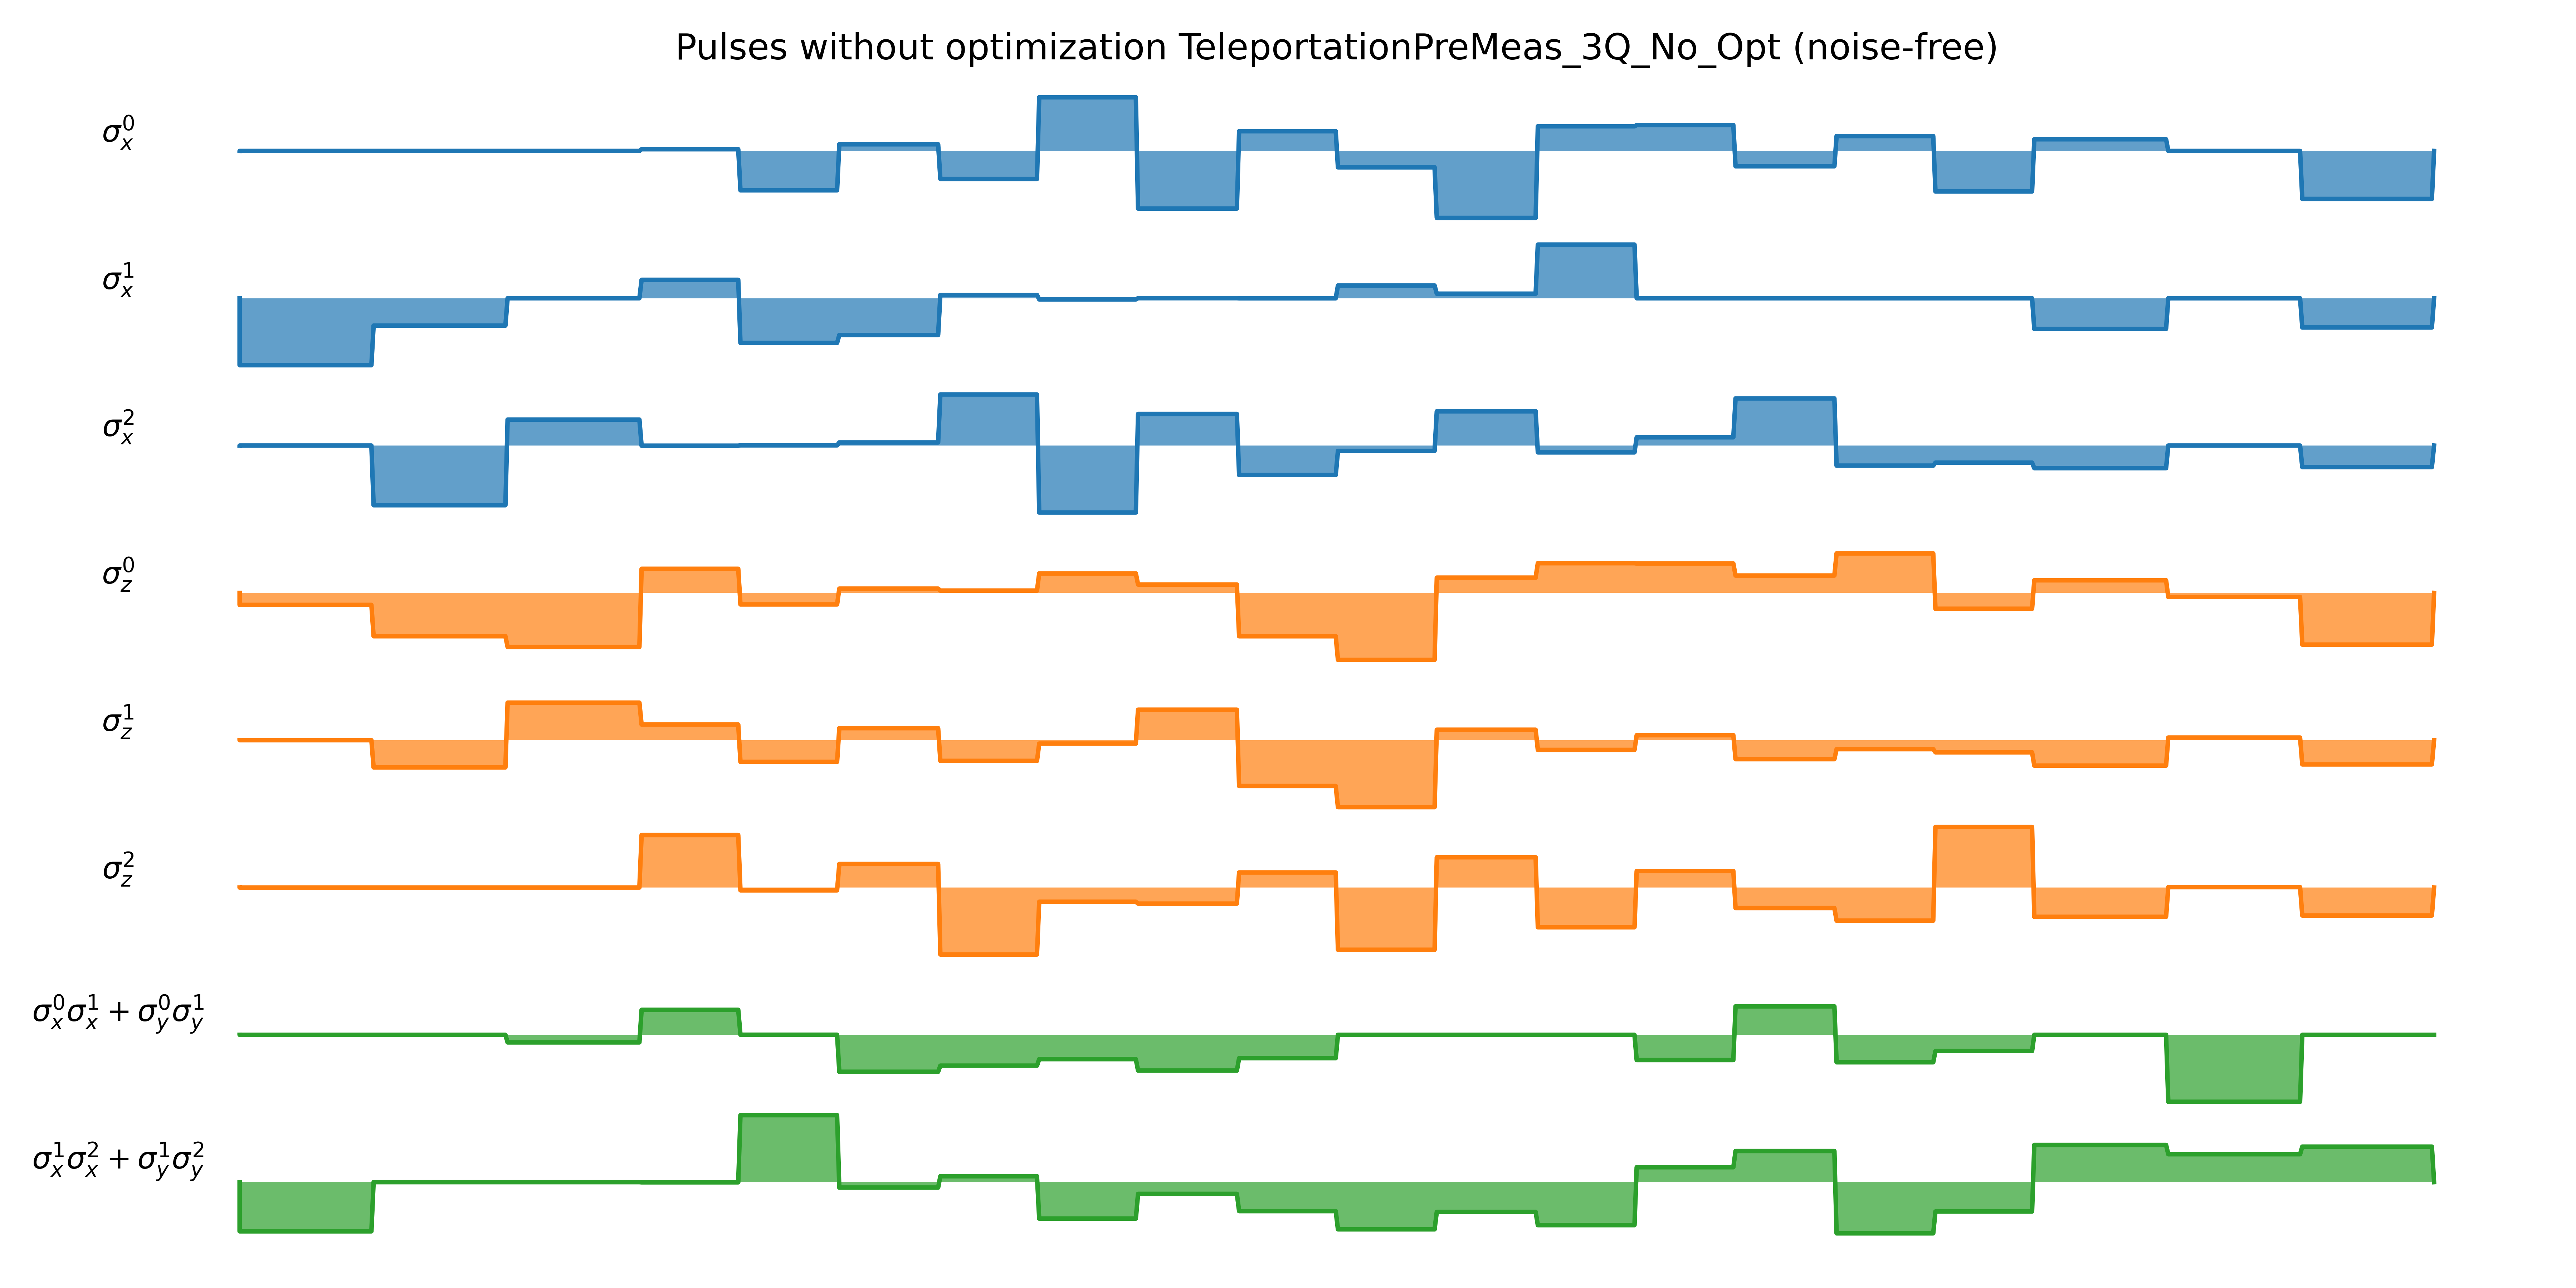 Pulses without optimization TeleportationPreMeas_3Q_No_Opt (noise-free)
σ_x^0
σ_x^1
σ_x^2
σ_z^0
σ_z^1
σ_z^2
σ_x^0σ_x^1 + σ_y^0σ_y^1
σ_x^1σ_x^2 + σ_y^1σ_y^2